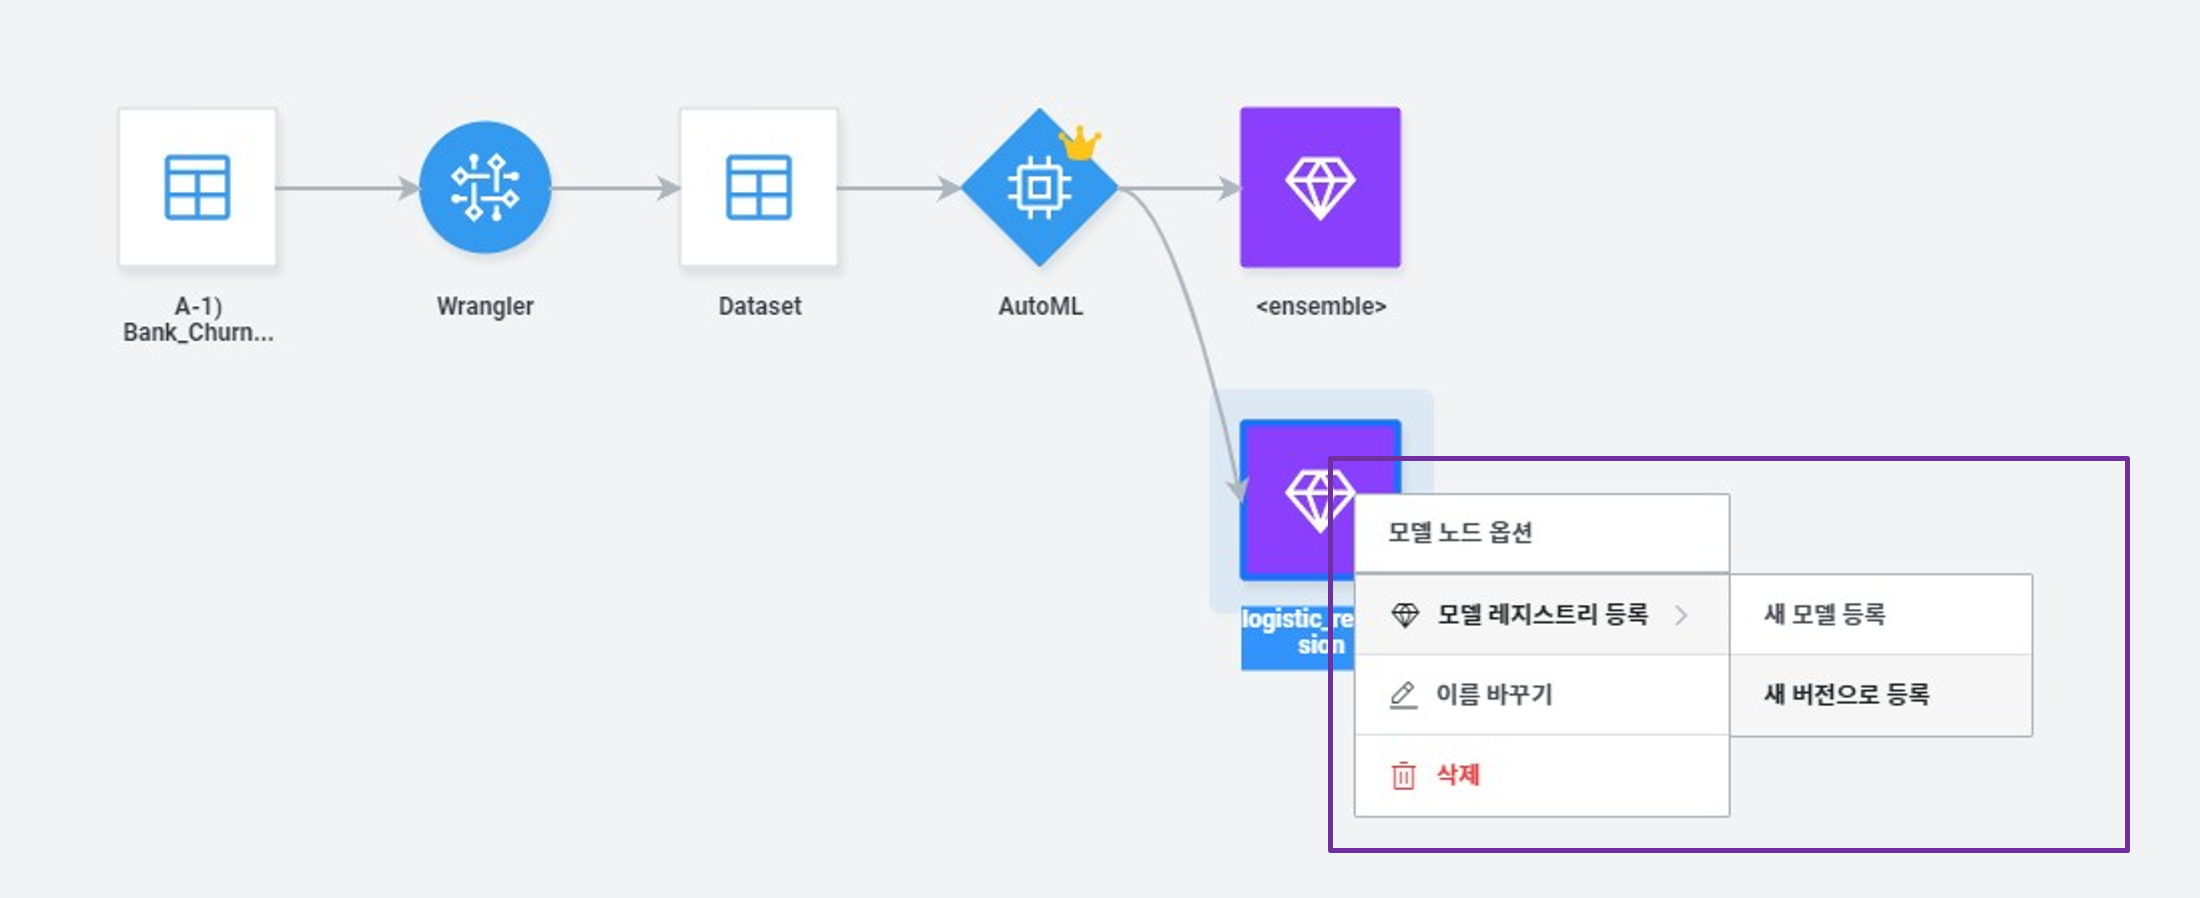 A-1)
Bank_Churn...
Wrangler
Dataset
AutoML
<ensemble>
logistic_re
sion
모델 노드 옵션
모델 레지스트리 등록
이름 바꾸기
삭제
새 모델 등록
새 버전으로 등록